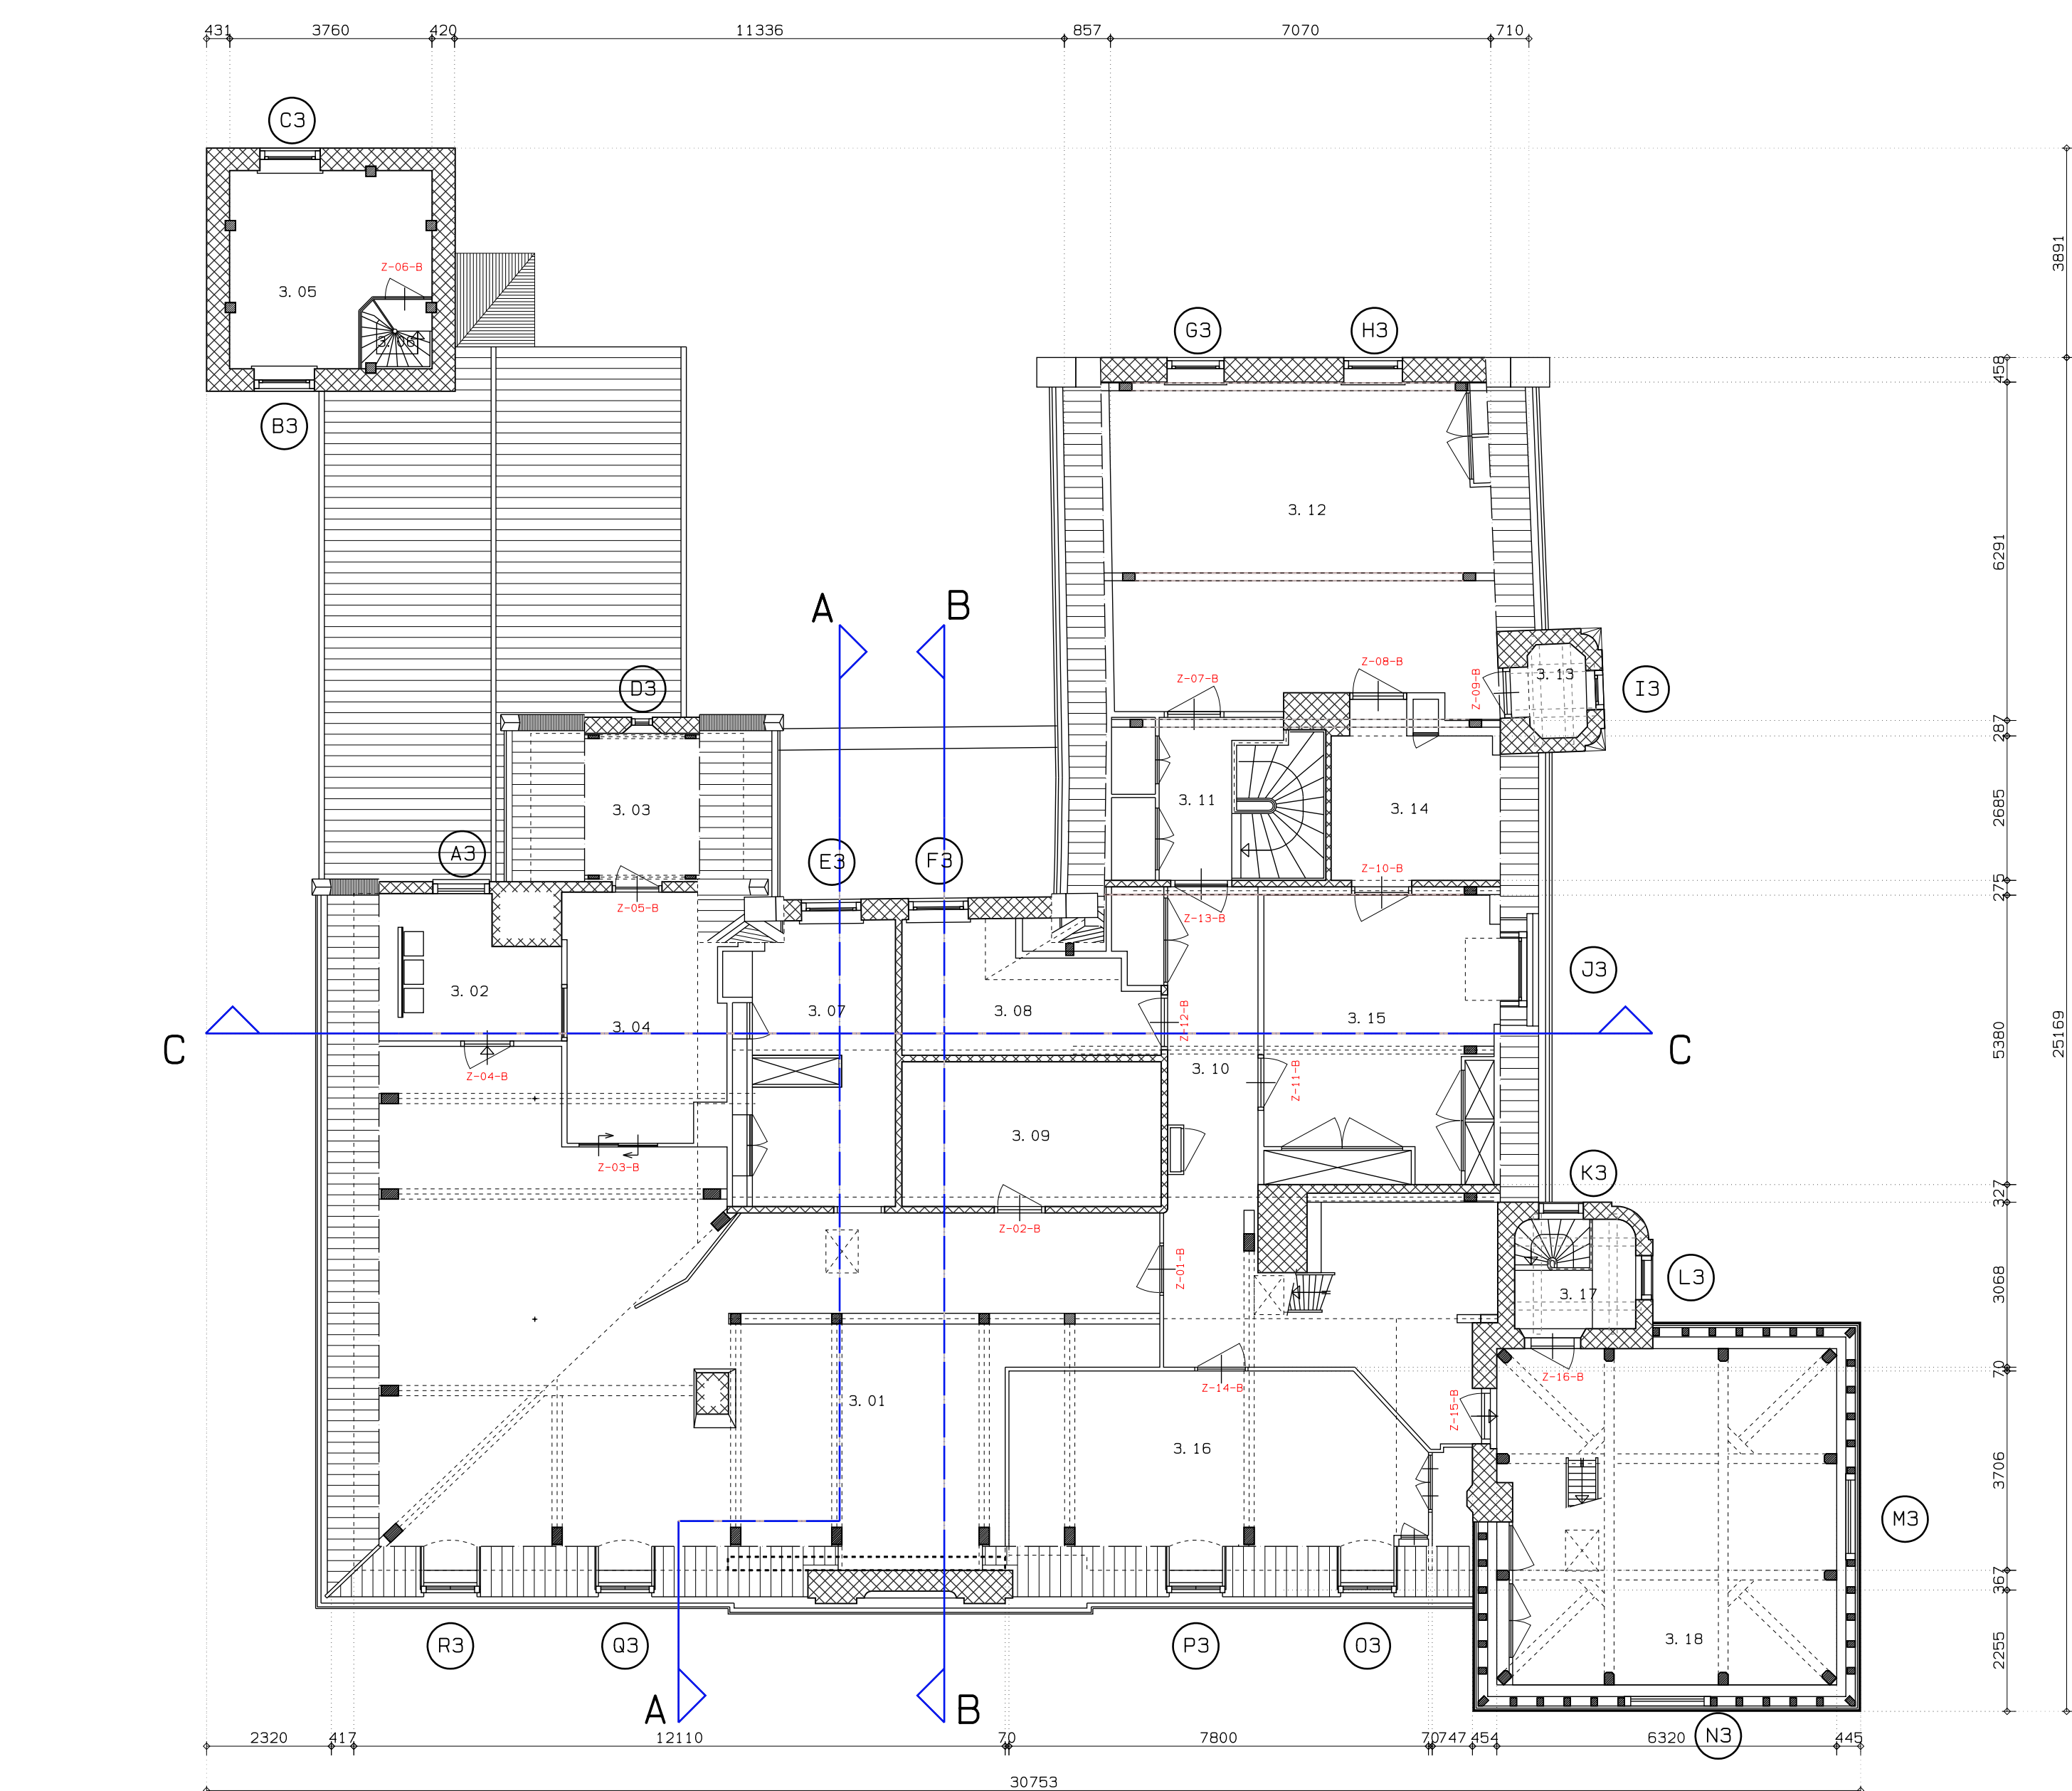 431 3760 420 11336 857 7070 710
C3
3891
Z-06-B
3. 05
3. 06
G3 H3
458
B3
3. 12
6291
A B
Z-07-B Z-08-B Z-09-B
3. 13
I3
D3
287
3. 03
3. 11
3. 14
2685
A3
E3 F3
Z-10-B
275
Z-05-B
Z-13-B
J3
3. 02
3. 04
3. 07
3. 08
Z-12-B
3. 15
C C
25169
5380
Z-04-B
3. 10
Z-11-B
3. 09
Z-03-B
K3
327
Z-02-B
Z-01-B
L3
3. 17
3068
Z-14-B
Z-16-B
70
3. 01
Z-15-B
3. 16
3706
M3
367
R3 Q3 P3 O3
3. 18
2255
A B
N3
2320 417 12110 70 7800 70 747 454 6320 445
30753